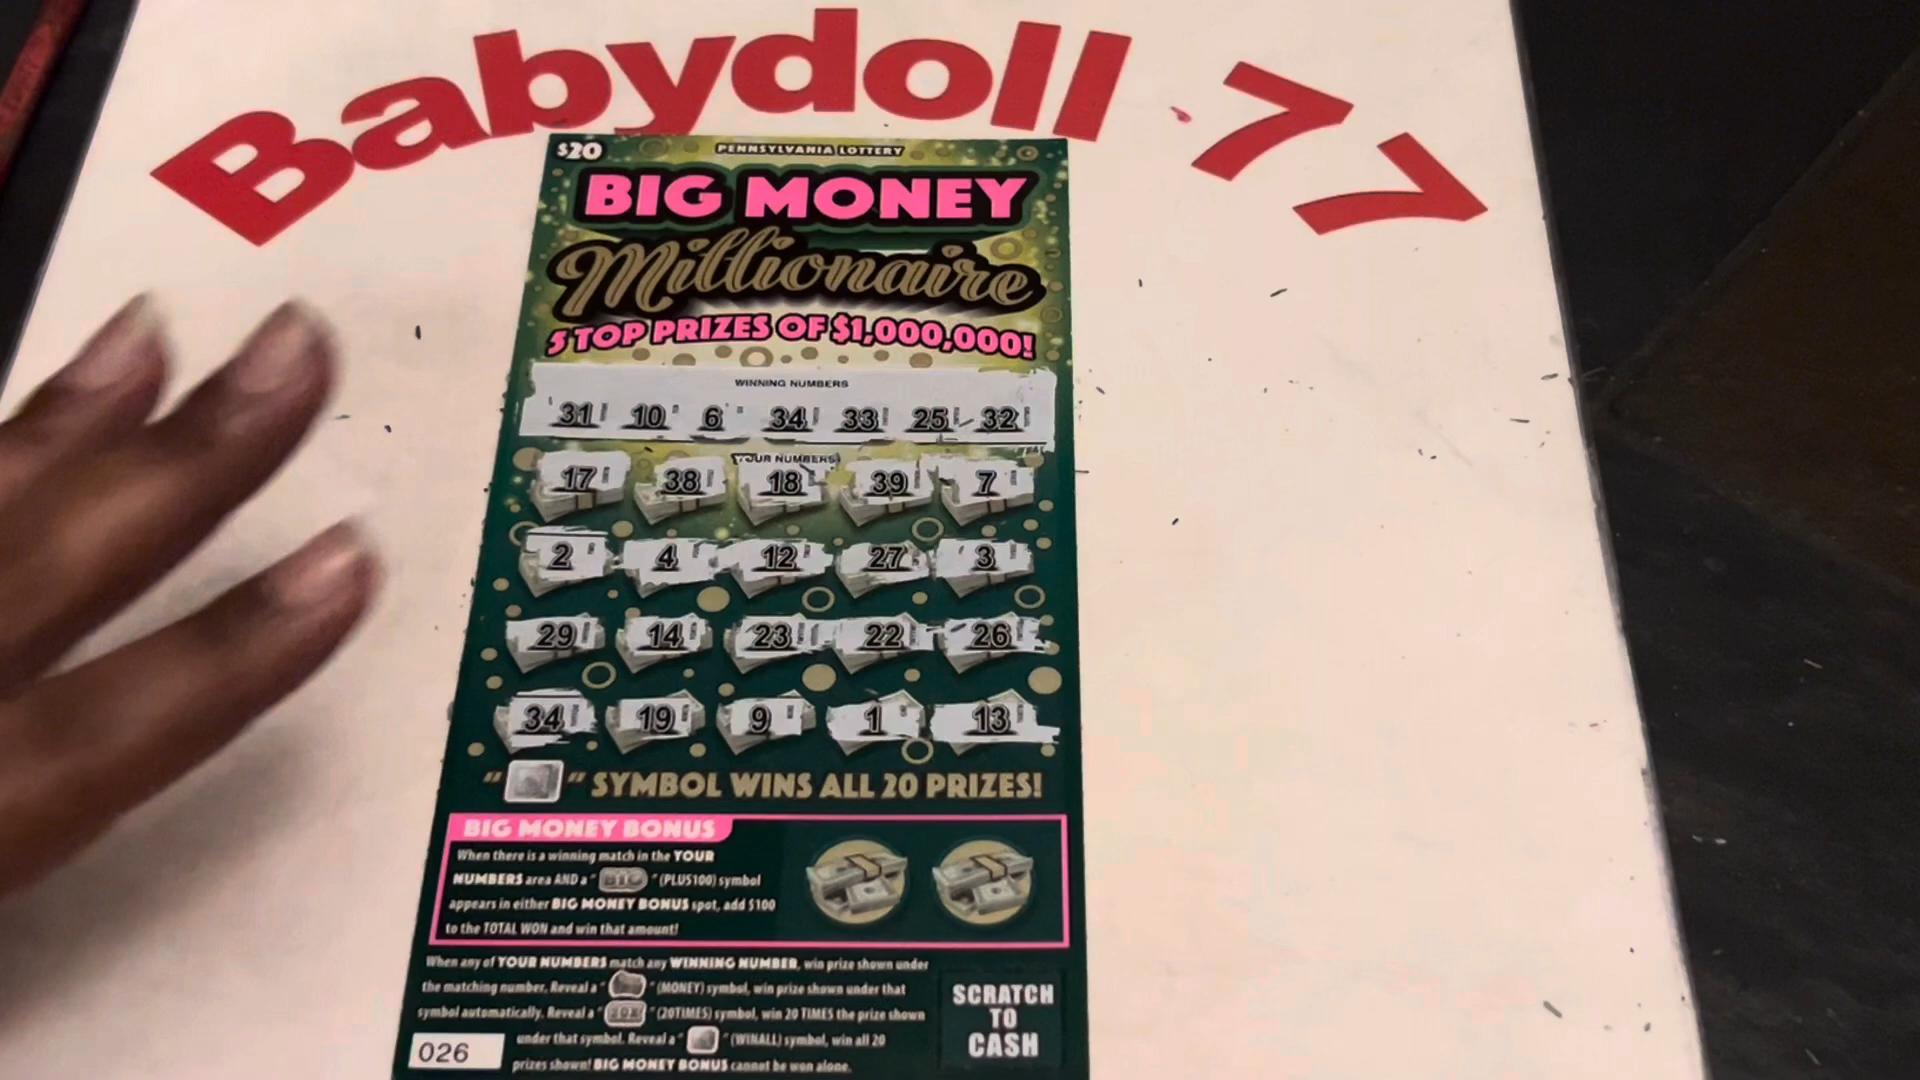 Babydoll 77
$20 PENNSYLVANIA LOTTERY
BIG MONEY
Millionaire
5 TOP PRIZES OF $1,000,000!
WINNING NUMBERS
31 10 6 34 33 25 32
YOUR NUMBERS
17 38 18 39 7
2 4 12 27 3
29 14 23 22 26
34 19 9 1 13
" " SYMBOL WINS ALL 20 PRIZES!
BIG MONEY BONUS
When there is a winning match in the YOUR
NUMBERS area AND a " BIG " (PLUS100) symbol
appears in either BIG MONEY BONUS spot, add $100
to the TOTAL WON and win that amount!
When any of YOUR NUMBERS match any WINNING NUMBER, win prize shown under
the matching number. Reveal a " " (MONEY) symbol, win prize shown under that
symbol automatically. Reveal a " 20X " (20TIMES) symbol, win 20 TIMES the prize shown
under that symbol. Reveal a " " (WINALL) symbol, win all 20
prizes shown! BIG MONEY BONUS cannot be won alone.
026
SCRATCH
TO
CASH